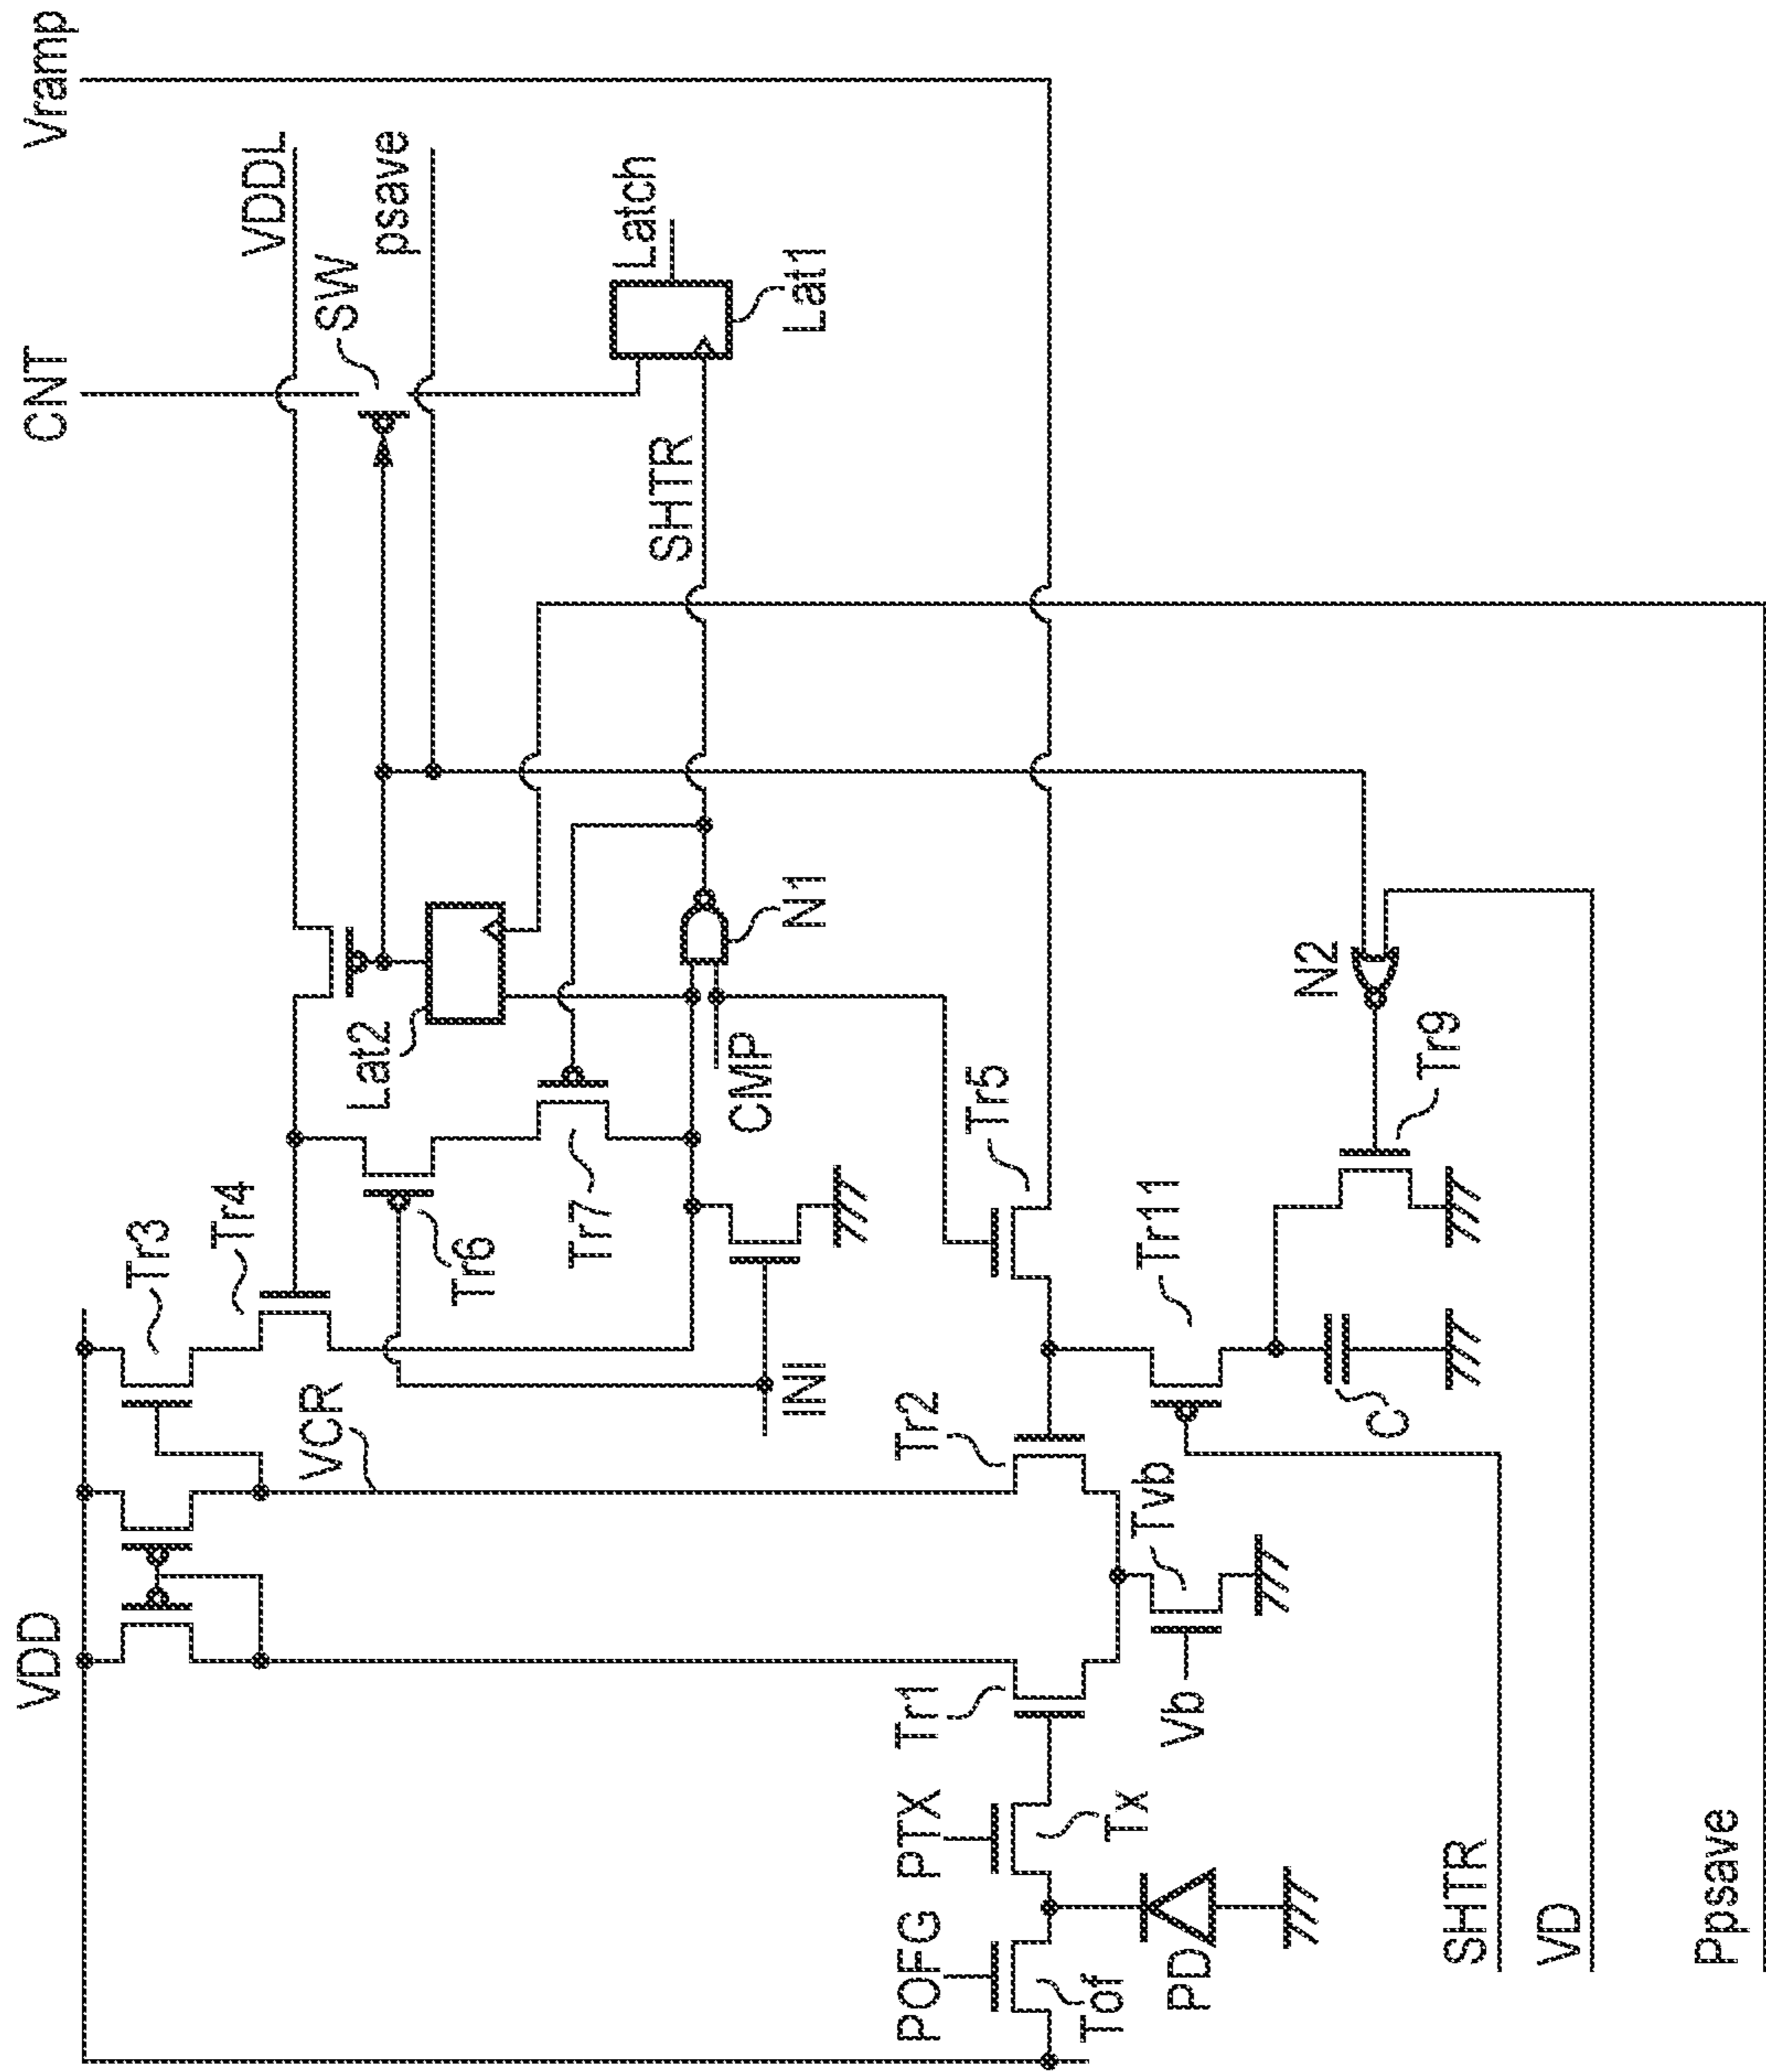 Vramp
VDDL
psave
CNT
SW
Latch
Lat1
SHTR
Lat2
N1
CMP
N2
Tr9
Tr5
Tr3
Tr4
Tr6
Tr7
Tr11
INI
VCR
Tr2
C
Tvb
VDD
Tr1
Vb
PTX
Tx
POFG
Tof
PD
SHTR
VD
Ppsave